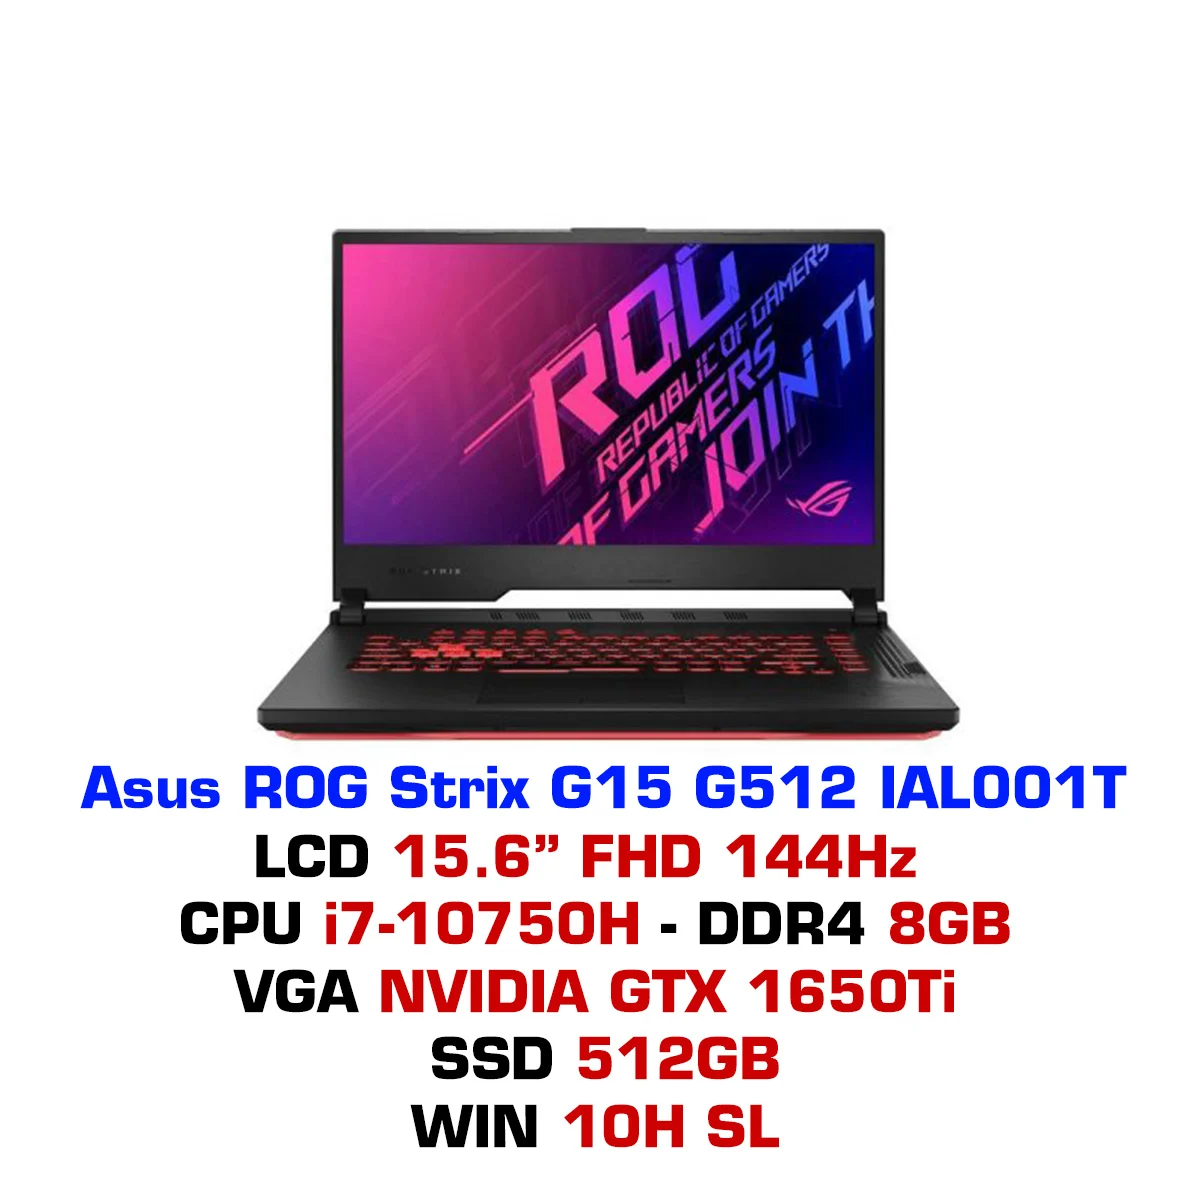 ROG
REPUBLIC OF GAMERS
OF GAMERS
JOIN TH
Asus ROG Strix G15 G512 IAL001T
LCD 15.6” FHD 144Hz
CPU i7-10750H - DDR4 8GB
VGA NVIDIA GTX 1650Ti
SSD 512GB
WIN 10H SL